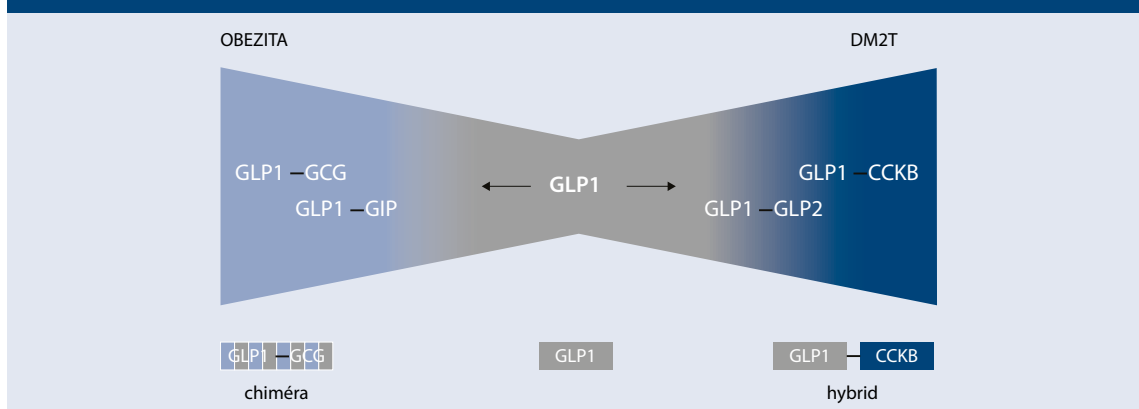 OBEZITA
DM2T
GLP1 –GCG
GLP1 –GIP
GLP1
GLP1 –CCKB
GLP1 –GLP2
GLP1 –GCG
chiméra
GLP1
GLP1 – CCKB
hybrid